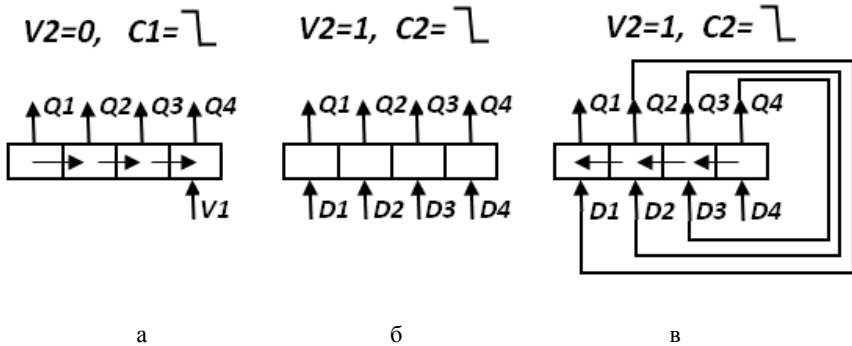 V2=0, C1= V2=1, C2= V2=1, C2=
Q1 Q2 Q3 Q4 Q1 Q2 Q3 Q4 Q1 Q2 Q3 Q4
V1 D1 D2 D3 D4 D1 D2 D3 D4
а б в